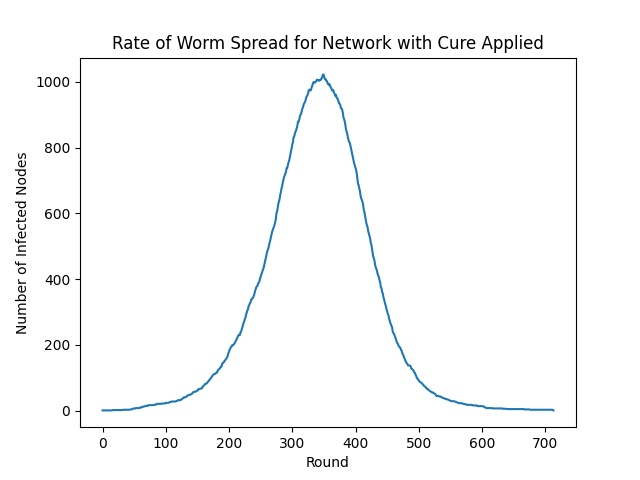 Rate of Worm Spread for Network with Cure Applied
Number of Infected Nodes
1000
800
600
400
200
0
0 100 200 300 400 500 600 700
Round